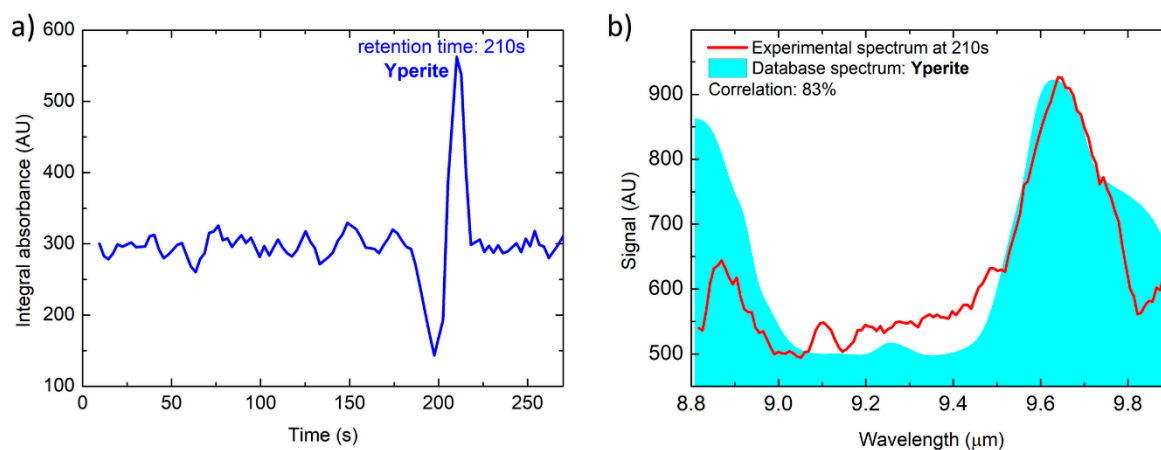 a)
600
500
400
300
200
100
Integral absorbance (AU)
retention time: 210s
Yperite
0
50
100
150
200
250
Time (s)
b)
900
800
700
600
500
Signal (AU)
Experimental spectrum at 210s
Database spectrum: Yperite
Correlation: 83%
8.8
9.0
9.2
9.4
9.6
9.8
Wavelength (μm)